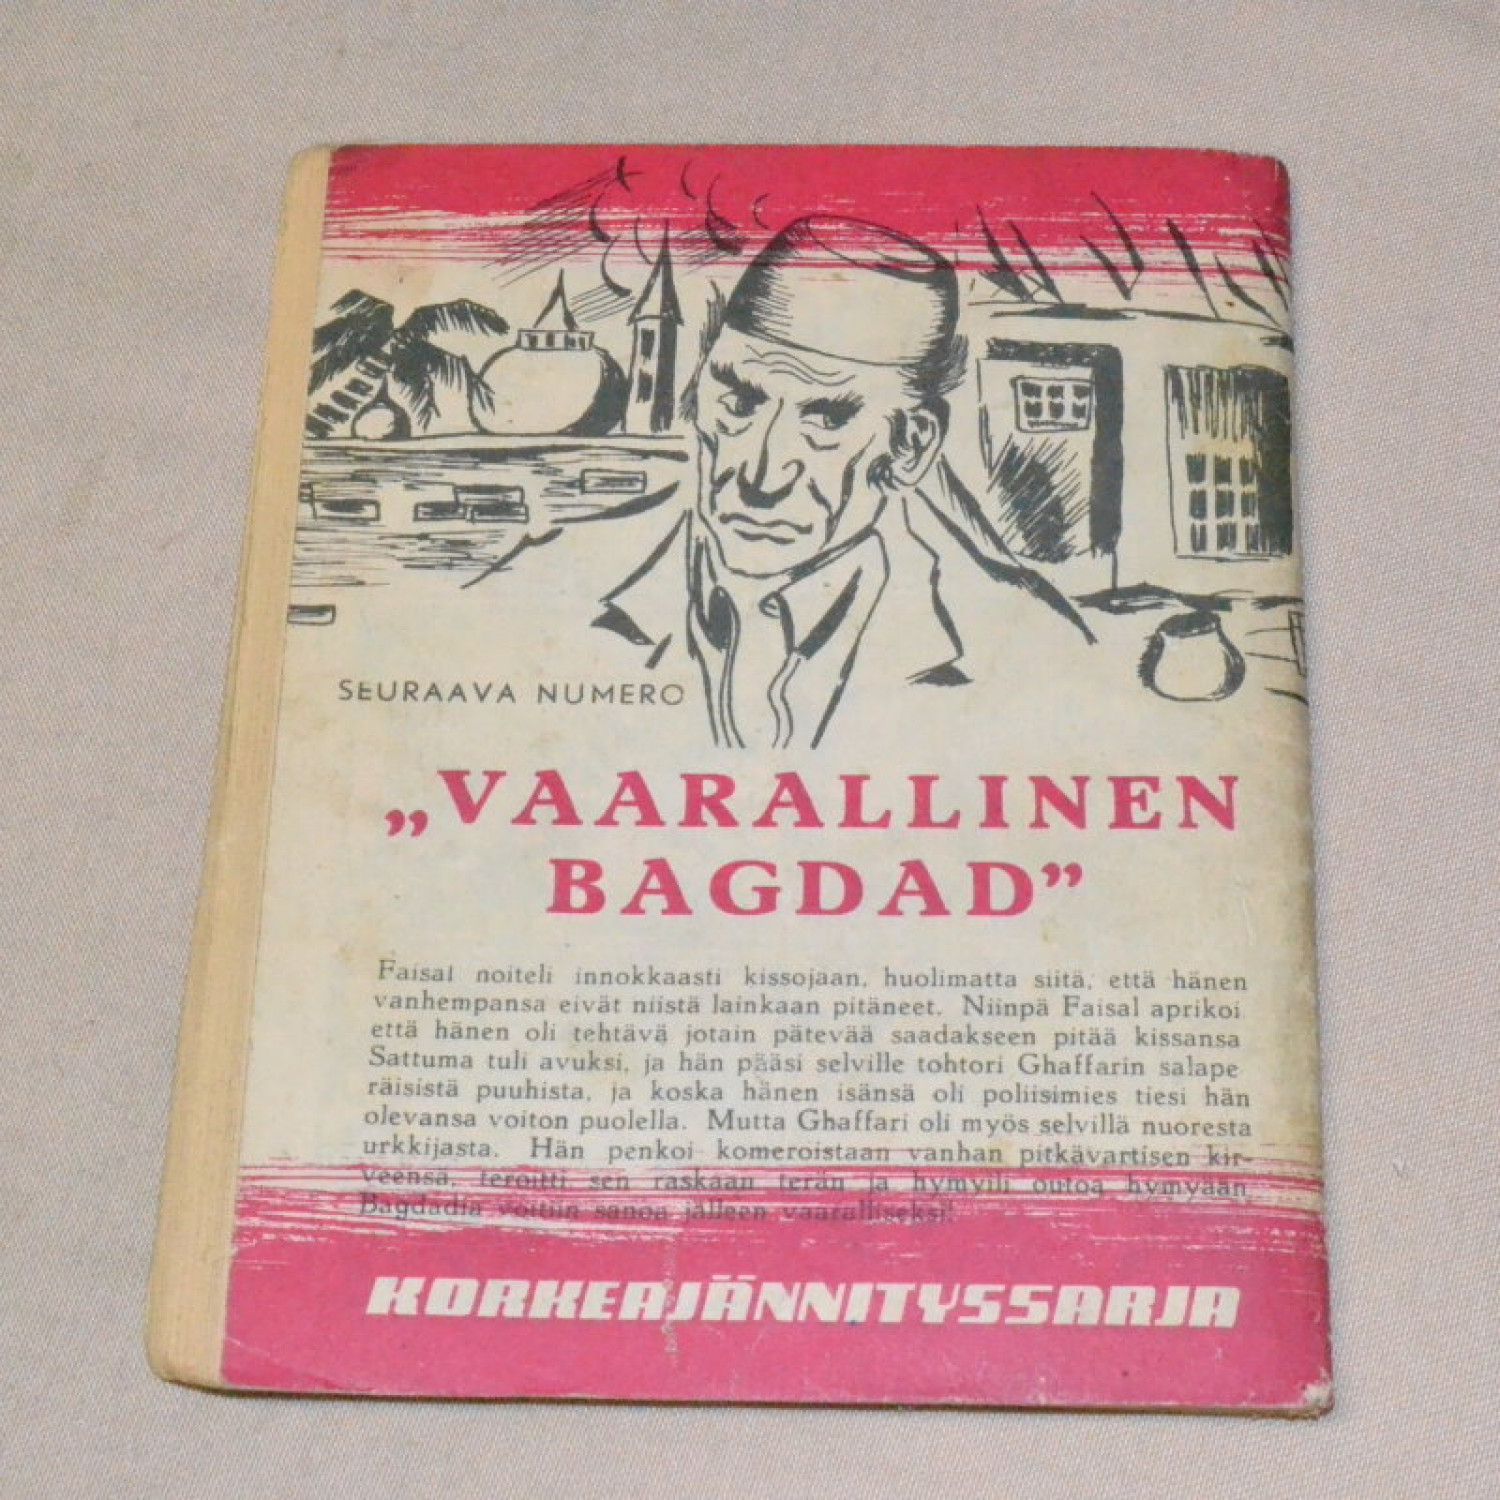 SEURAAVA NUMERO
„VAARALLINEN
BAGDAD”
Faisal noiteli innokkaasti kissojaan, huolimatta siitä, että hänen
vanhempansa eivät niistä lainkaan pitäneet. Niinpä Faisal aprikoi
että hänen oli tehtävä jotain pätevää saadakseen pitää kissansa
Sattuma tuli avuksi, ja hän pääsi selville tohtori Ghaffarin salape
räisistä puuhista, ja koska hänen isänsä oli poliisimies tiesi hän
olevansa voiton puolella. Mutta Ghaffari oli myös selvillä nuoresta
urkkijasta. Hän penkoi komeroistaan vanhan pitkävartisen kir-
veensä, teroitti sen raskaan terän ja hymyili outoa hymyään
Bagdadia voitiin sanoa jälleen vaaralliseksi!
KORKEAJÄNNITYSSARJA